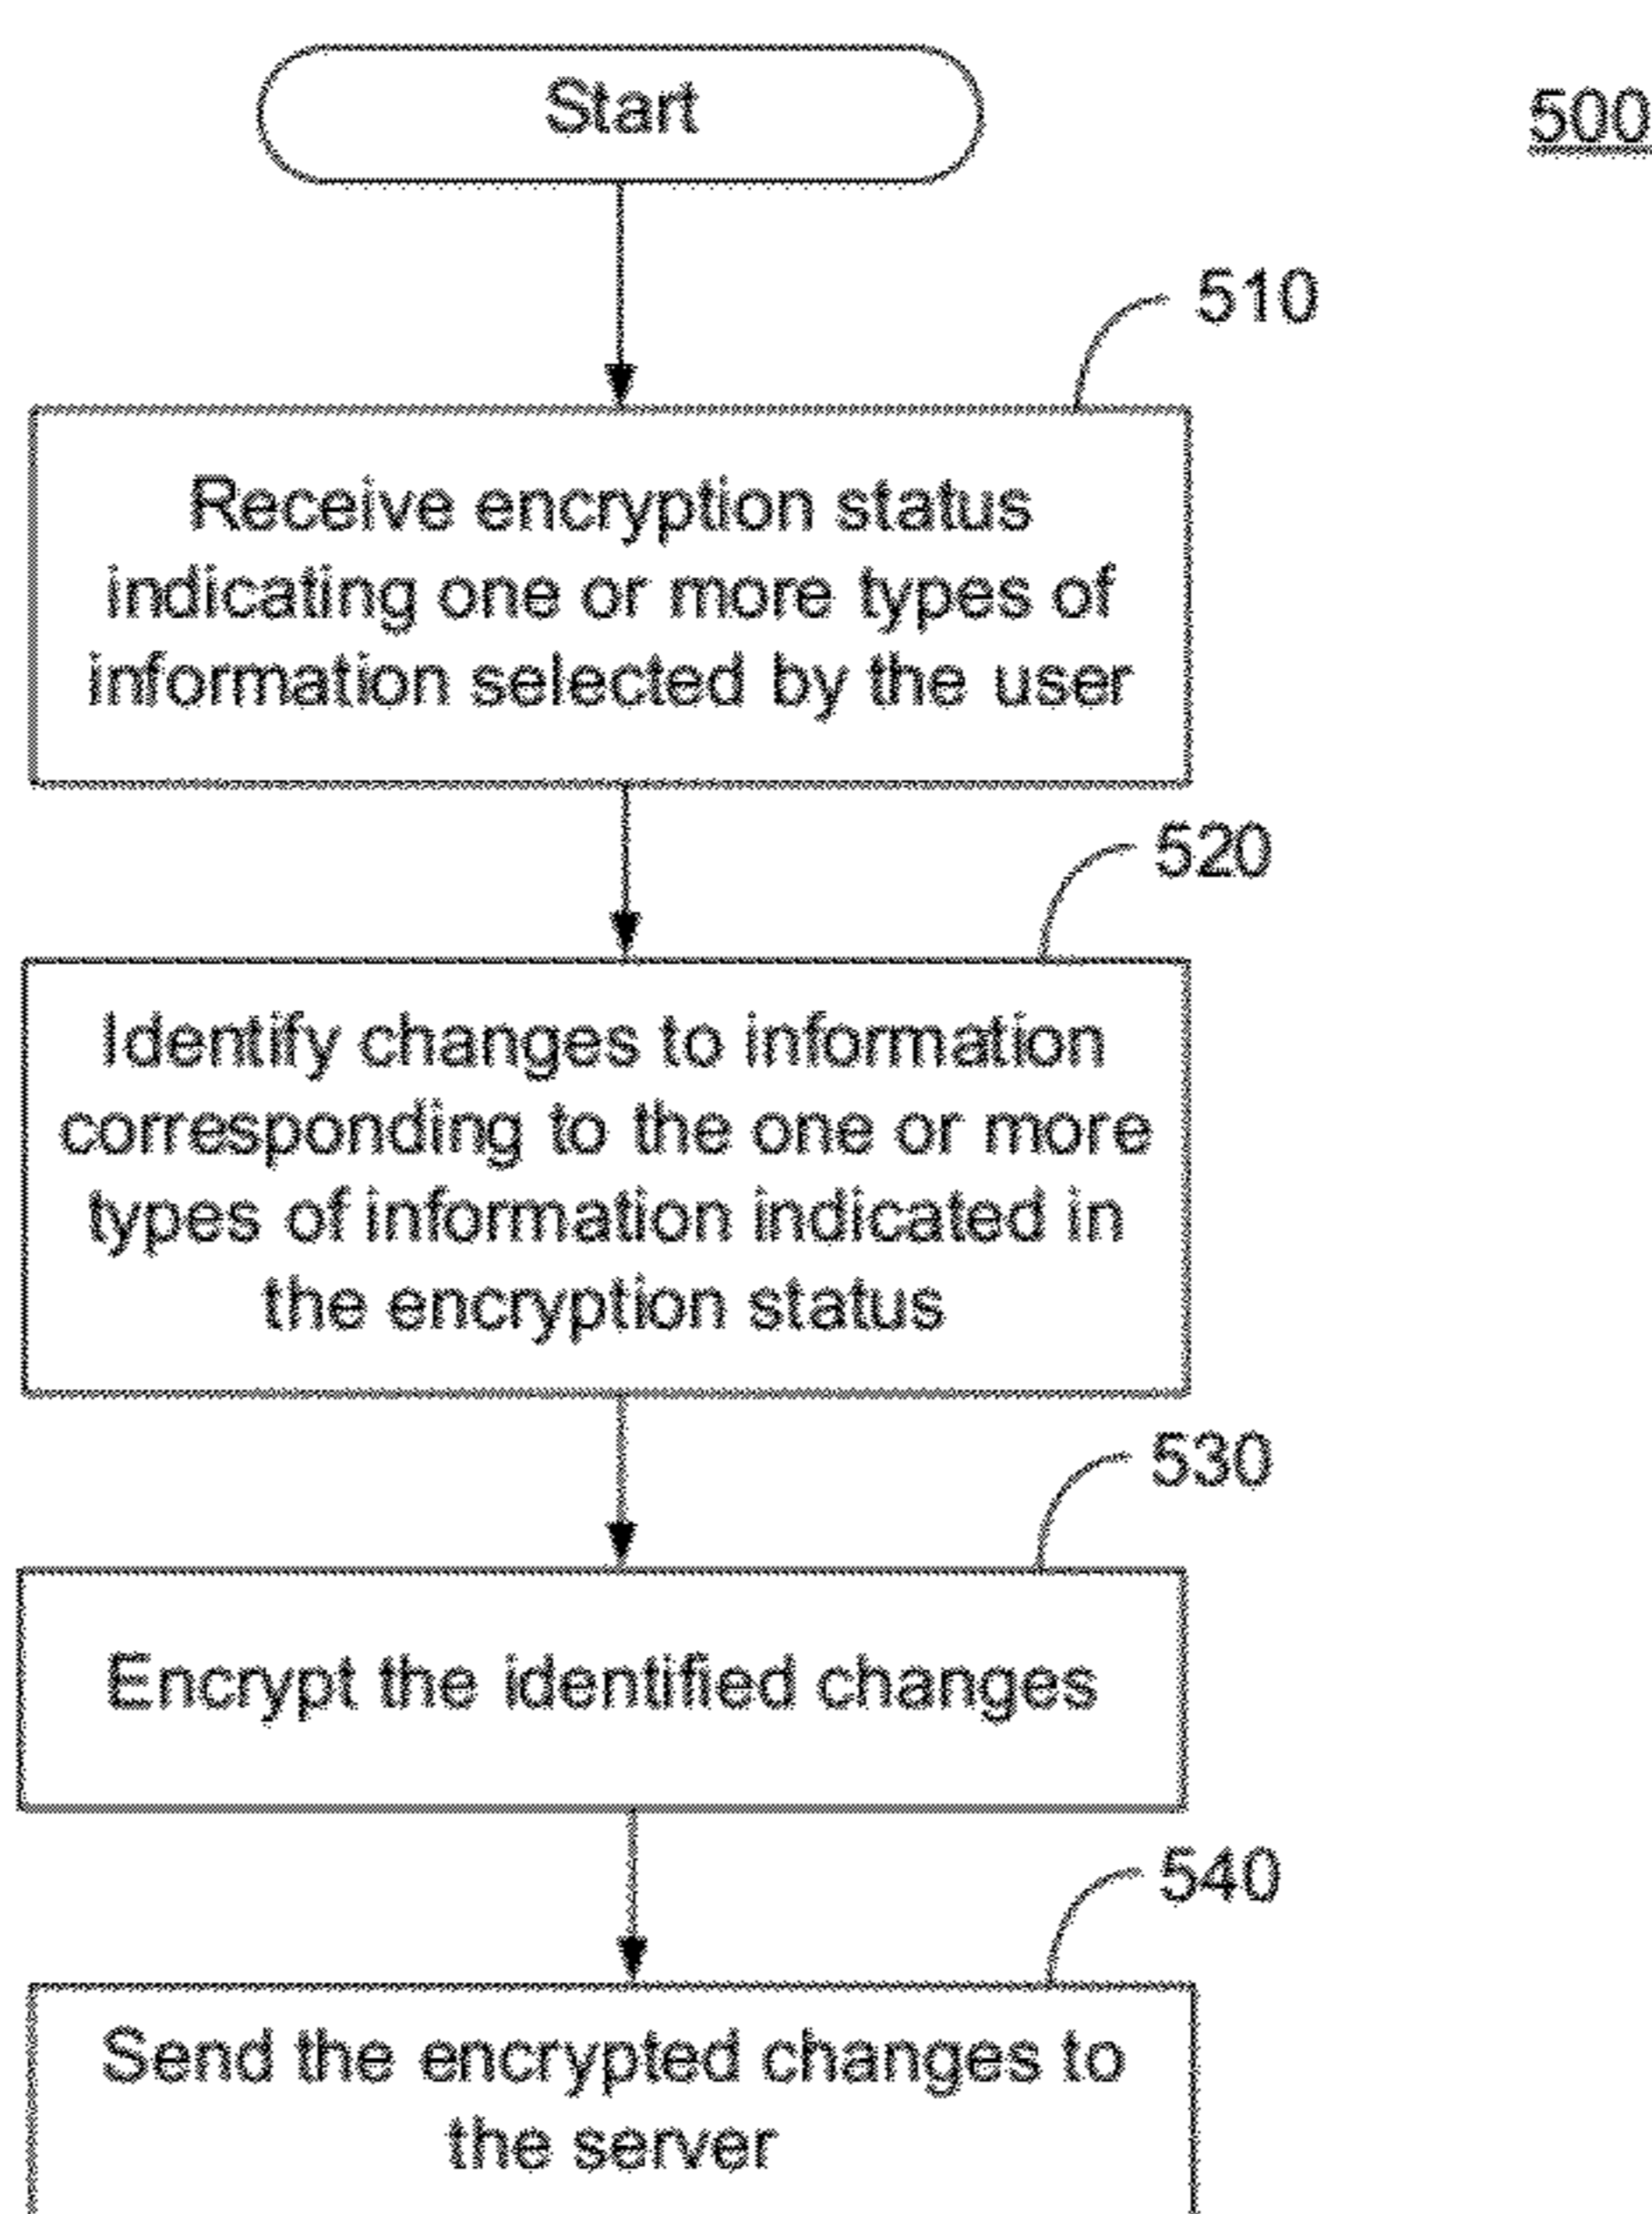 Start
500
510
Receive encryption status
indicating one or more types of
information selected by the user
520
Identify changes to information
corresponding to the one or more
types of information indicated in
the encryption status
530
Encrypt the identified changes
540
Send the encrypted changes to
the server